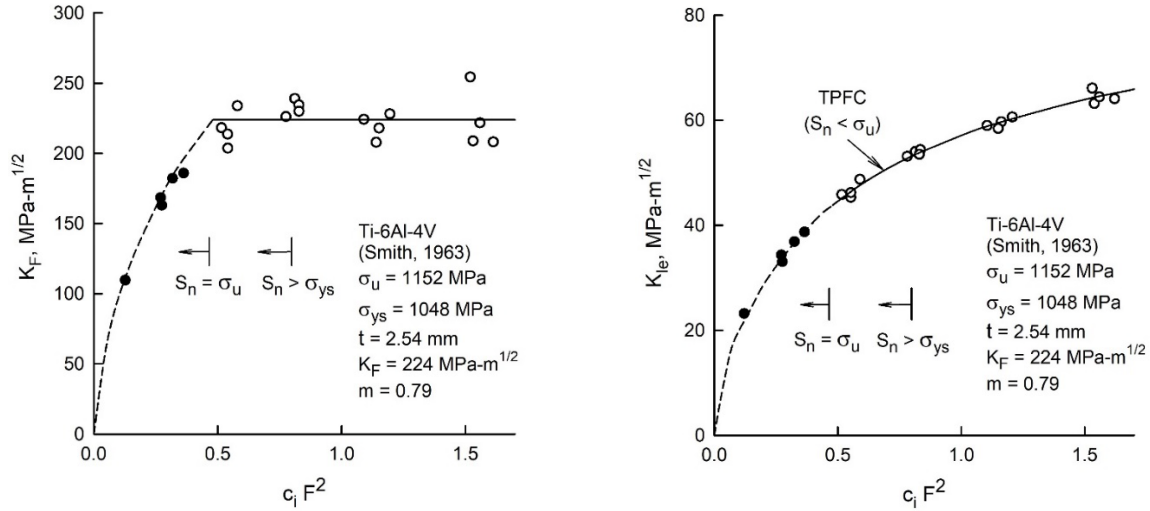 300
250
200
150
100
50
0
K_F, MPa-m^1/2
S_n = σ_u
S_n > σ_ys
Ti-6Al-4V
(Smith, 1963)
σ_u = 1152 MPa
σ_ys = 1048 MPa
t = 2.54 mm
K_F = 224 MPa-m^1/2
m = 0.79
0.0 0.5 1.0 1.5
c_i F^2
80
60
40
20
0
K_Ie, MPa-m^1/2
TPFC
(S_n < σ_u)
S_n = σ_u
S_n > σ_ys
Ti-6Al-4V
(Smith, 1963)
σ_u = 1152 MPa
σ_ys = 1048 MPa
t = 2.54 mm
K_F = 224 MPa-m^1/2
m = 0.79
0.0 0.5 1.0 1.5
c_i F^2